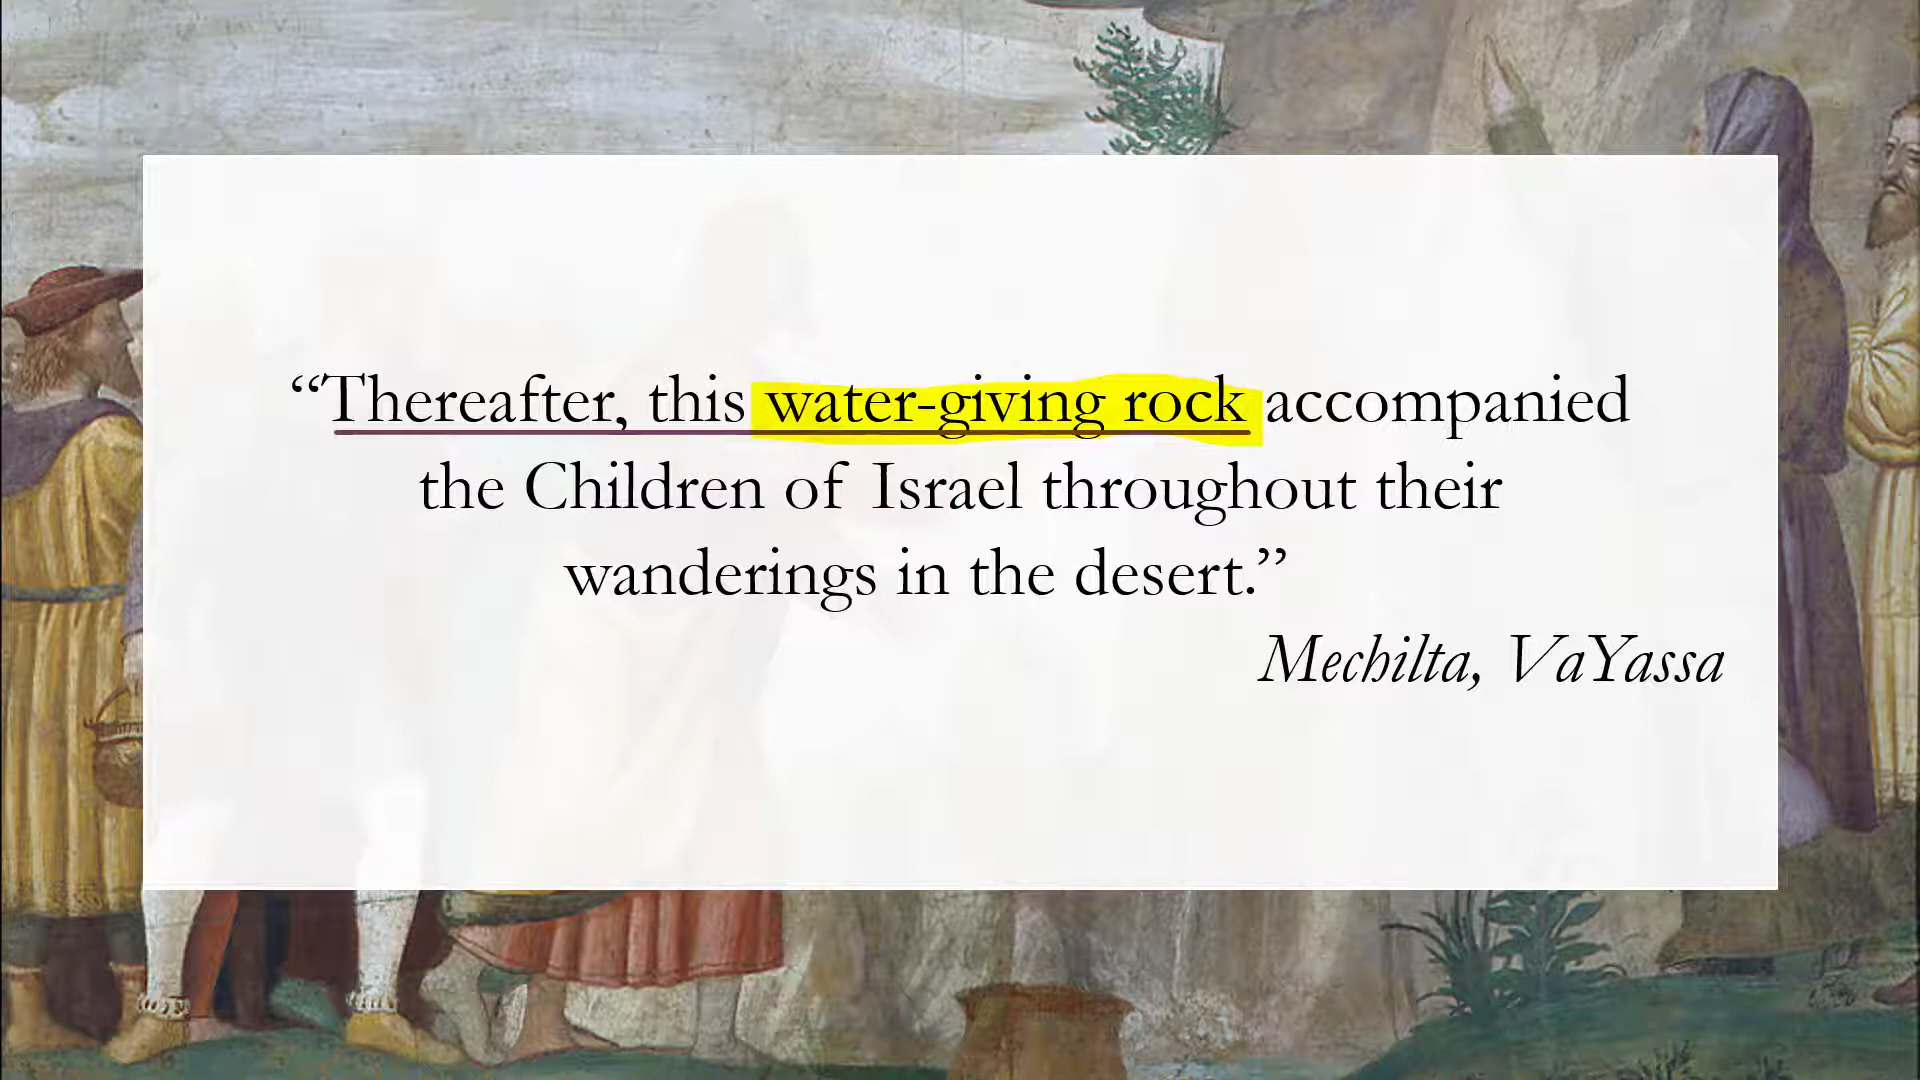 “Thereafter, this water-giving rock accompanied
the Children of Israel throughout their
wanderings in the desert.”
Mechilta, VaYassa